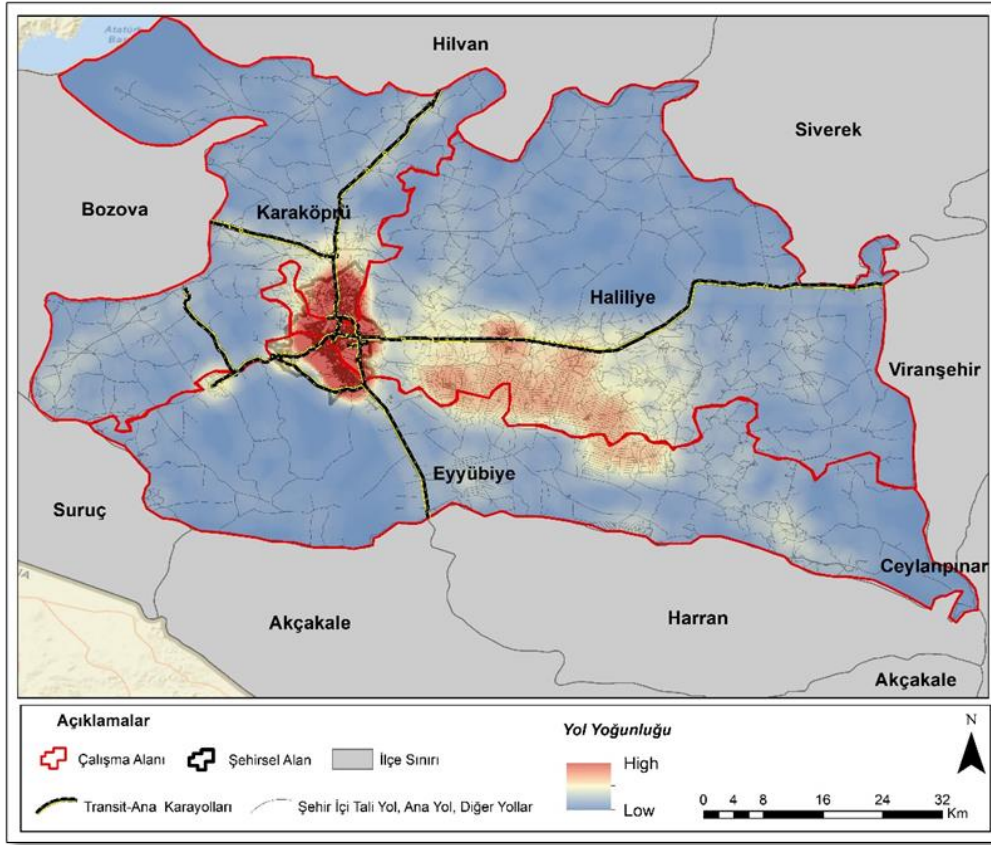 Atatürk
Hilvan
Siverek
Bozova
Karaköprü
Haliliye
Viranşehir
Eyyübiye
Suruç
Ceylanpınar
Akçakale
Harran
Akçakale
Açıklamalar
Çalışma Alanı
Şehirsel Alan
İlçe Sınırı
Transit-Ana Karayolları
Şehir İçi Tali Yol, Ana Yol, Diğer Yollar
Yol Yoğunluğu
High
Low
N
0 4 8 16 24 32
Km